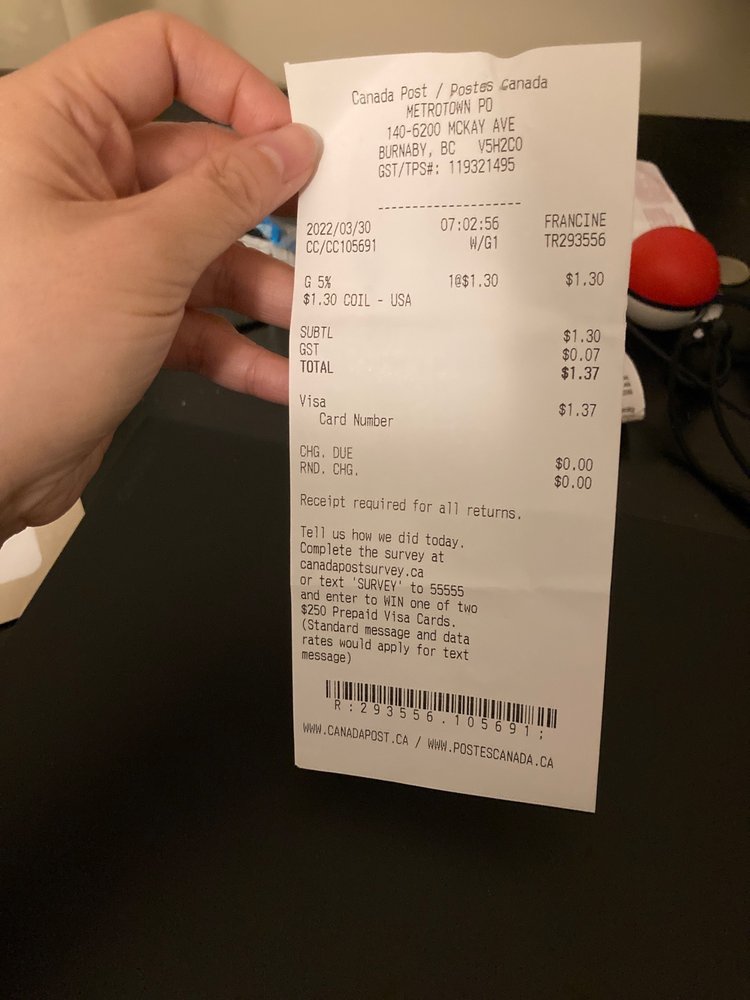 Canada Post / Postes Canada
METROTOWN PO
140-6200 MCKAY AVE
BURNABY, BC V5H2C0
GST/TPS#: 119321495
--------------------
2022/03/30 07:02:56 FRANCINE
CC/CC105691 W/G1 TR293556
G 5% 1@$1.30 $1.30
$1.30 COIL - USA
SUBTL $1.30
GST $0.07
TOTAL $1.37
Visa $1.37
Card Number
CHG. DUE $0.00
RND. CHG. $0.00
Receipt required for all returns.
Tell us how we did today.
Complete the survey at
canadapostsurvey.ca
or text 'SURVEY' to 55555
and enter to WIN one of two
$250 Prepaid Visa Cards.
(Standard message and data
rates would apply for text
message)
R:293556.105691;
WWW.CANADAPOST.CA / WWW.POSTESCANADA.CA